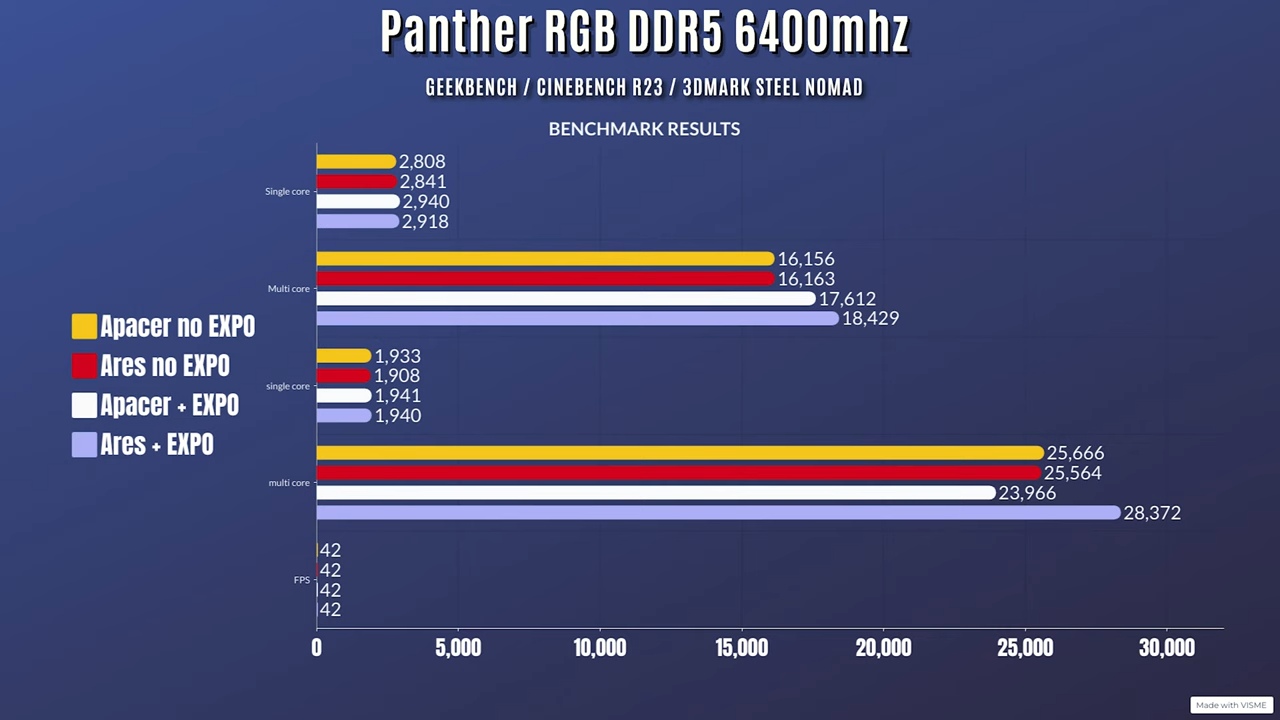 Panther RGB DDR5 6400mhz
GEEKBENCH / CINEBENCH R23 / 3DMARK STEEL NOMAD
BENCHMARK RESULTS
Single core
2,808
2,841
2,940
2,918
Multi core
16,156
16,163
17,612
18,429
single core
1,933
1,908
1,941
1,940
multi core
25,666
25,564
23,966
28,372
FPS
42
42
42
42
Apacer no EXPO
Ares no EXPO
Apacer + EXPO
Ares + EXPO
0 5,000 10,000 15,000 20,000 25,000 30,000
Made with VISME